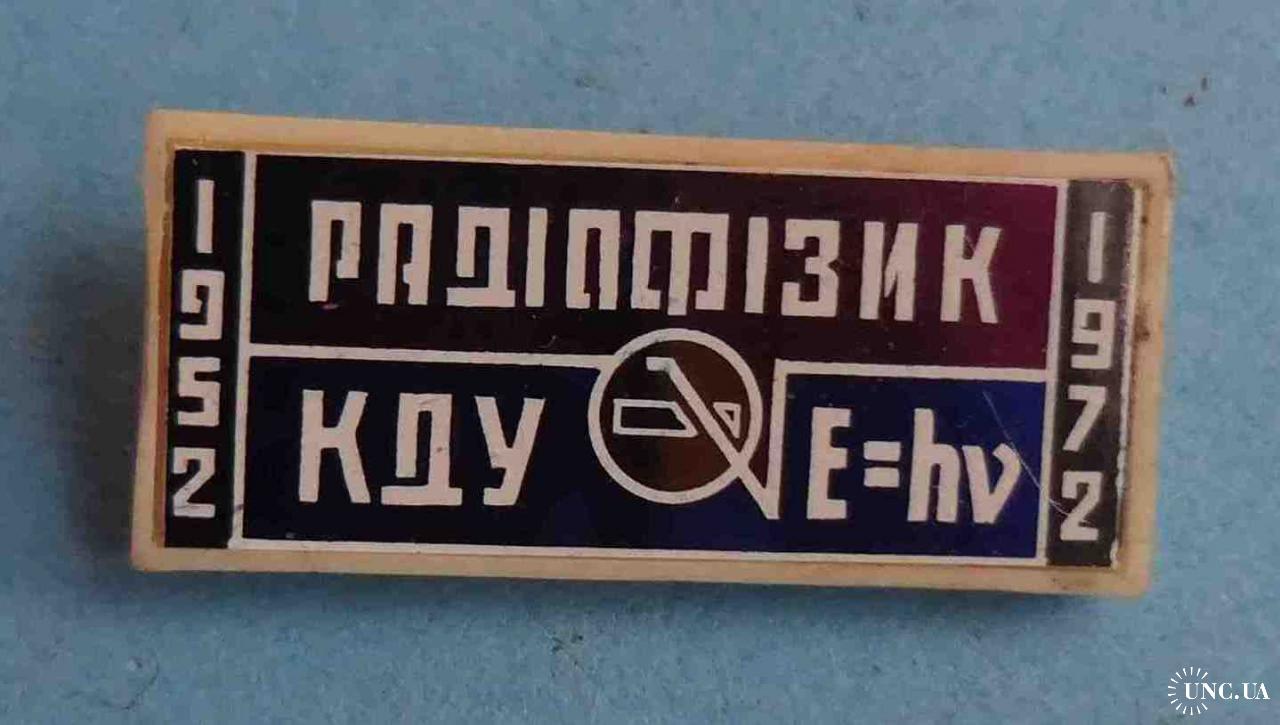 1952
РАДІОФІЗИК
КДУ
E=hν
1972
UNC.UA